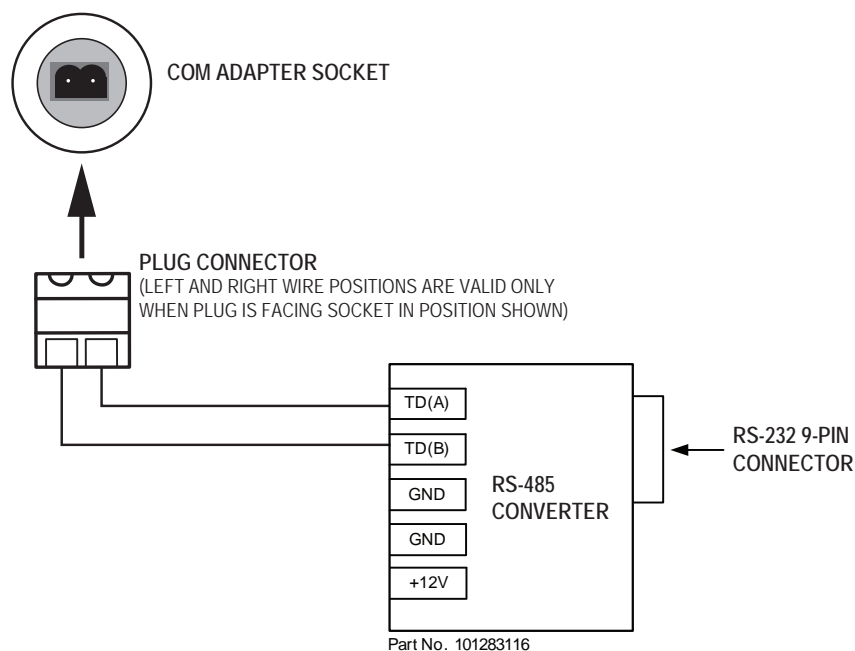 COM ADAPTER SOCKET
PLUG CONNECTOR
(LEFT AND RIGHT WIRE POSITIONS ARE VALID ONLY
WHEN PLUG IS FACING SOCKET IN POSITION SHOWN)
TD(A)
TD(B)
GND
GND
+12V
RS-485
CONVERTER
RS-232 9-PIN
CONNECTOR
Part No. 101283116